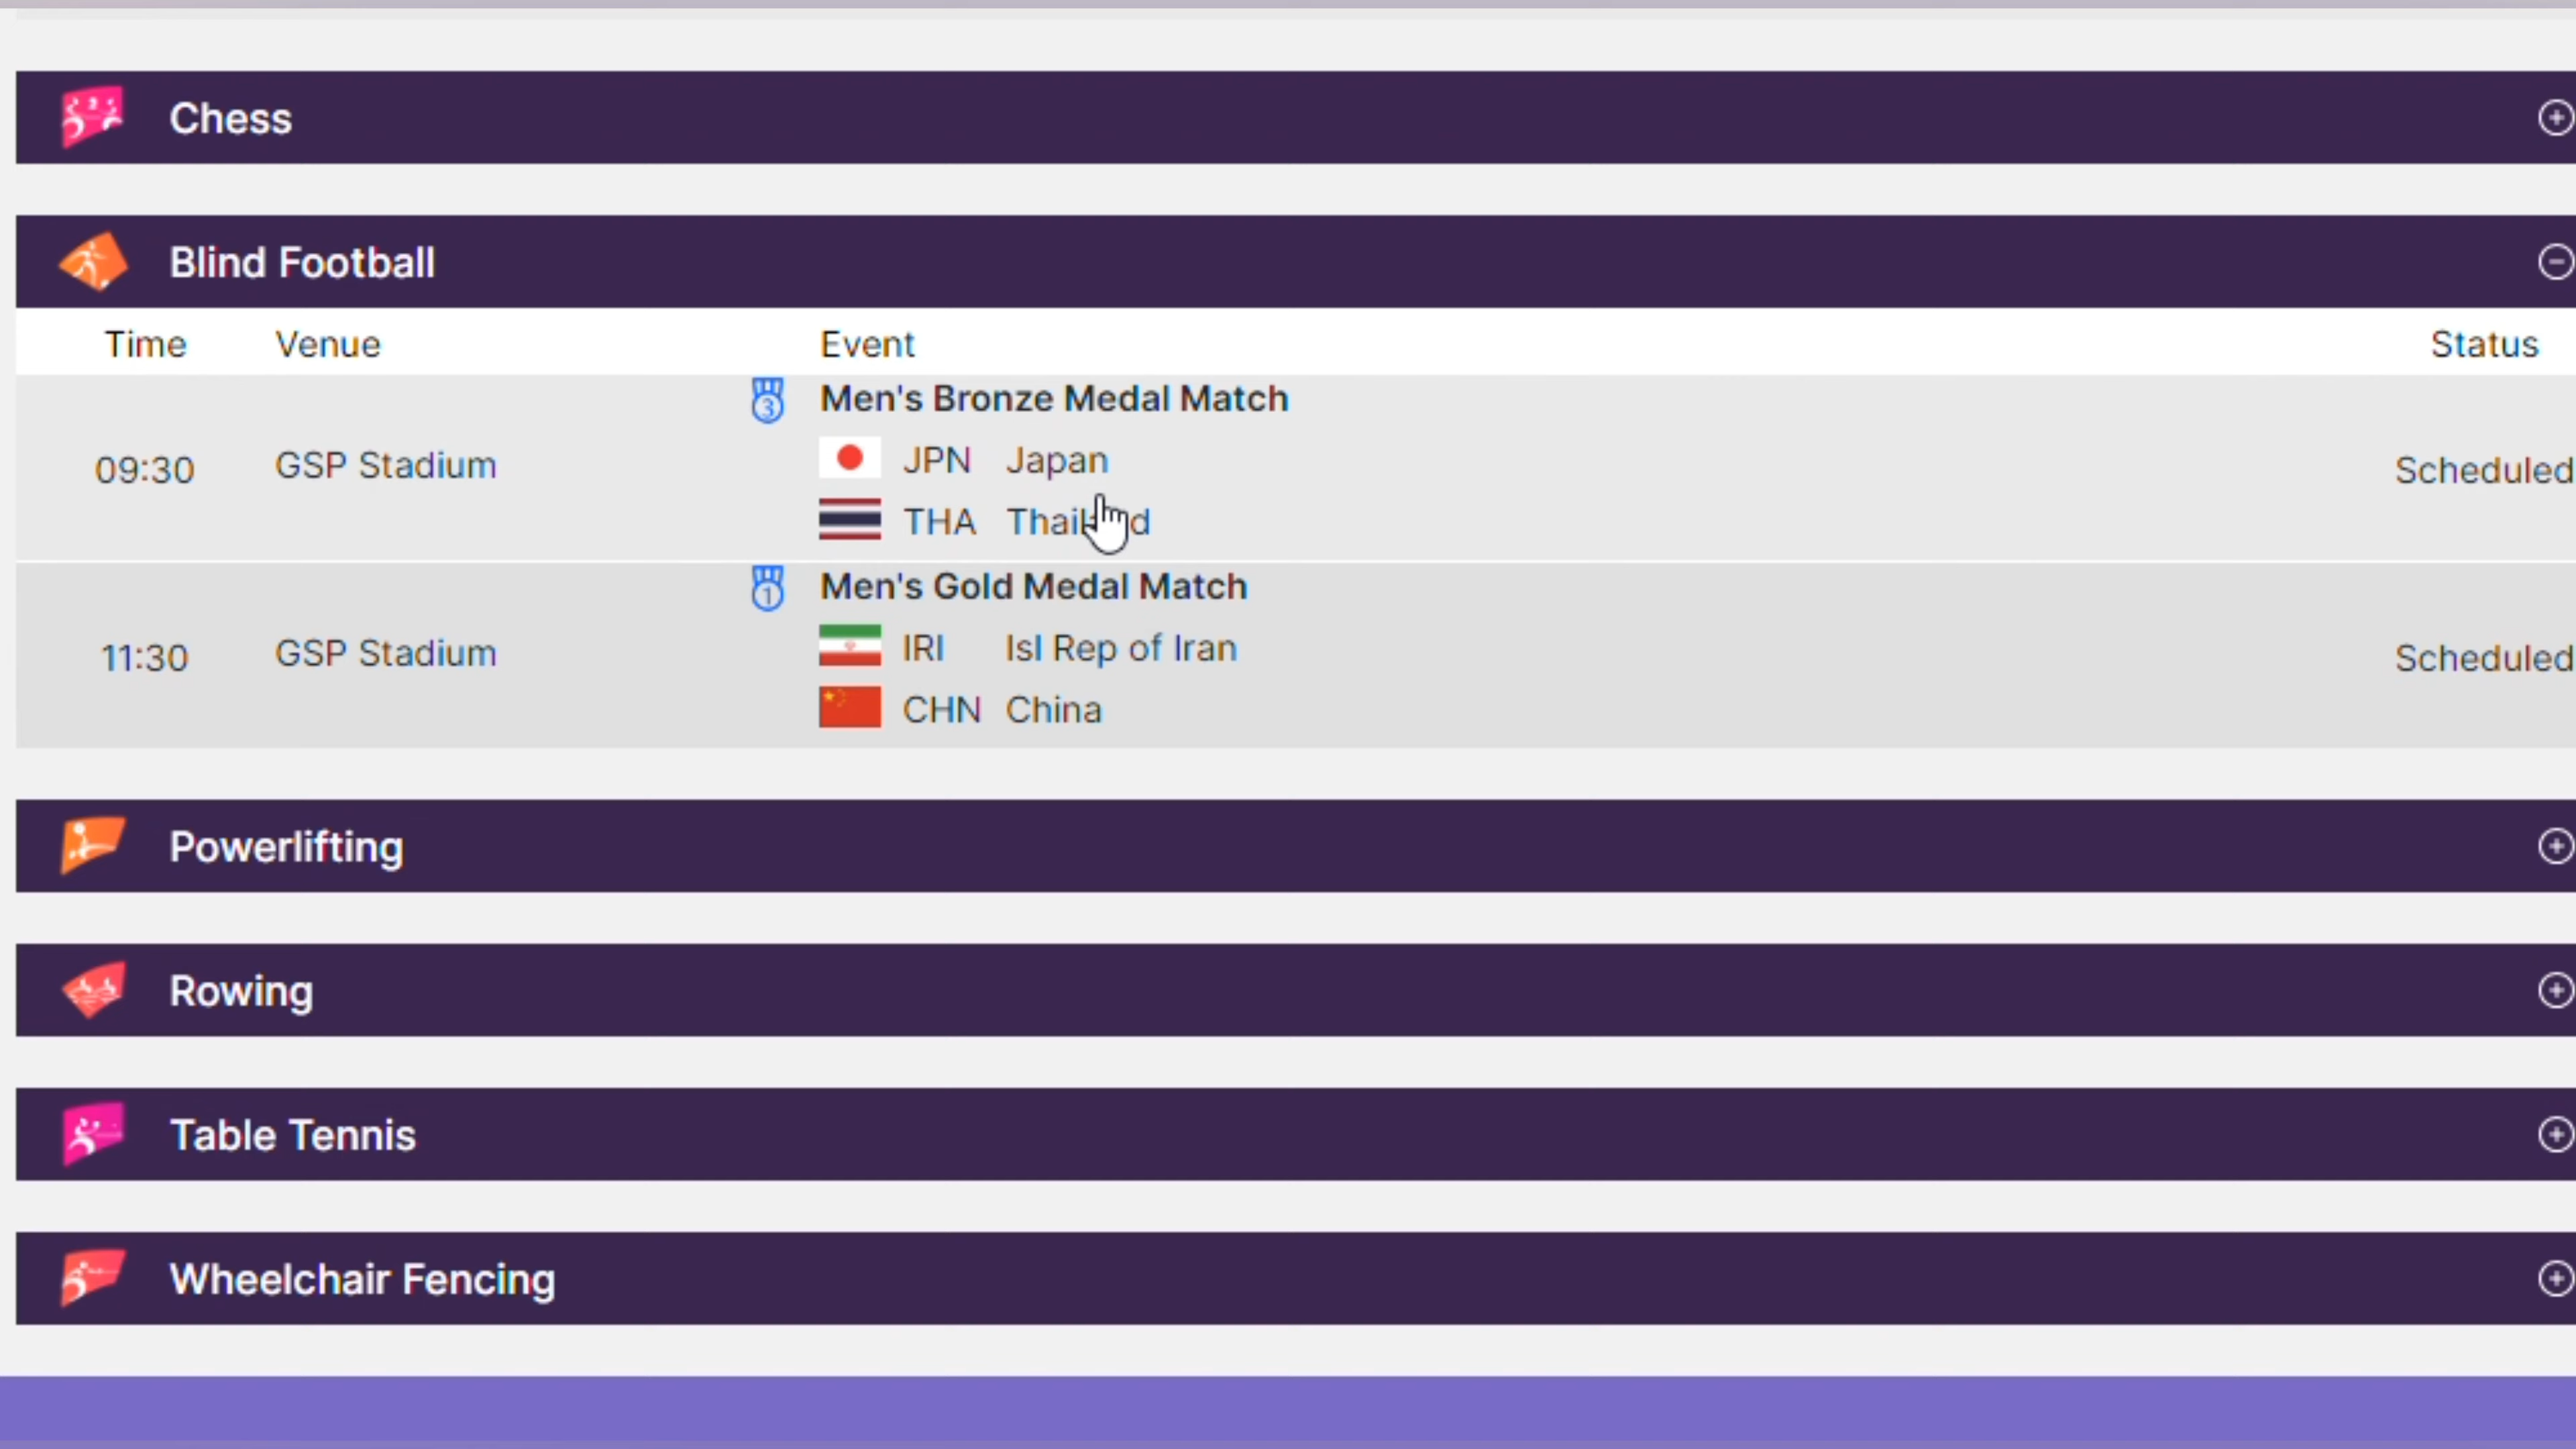 Chess
Blind Football
Time Venue Event Status
3 Men's Bronze Medal Match
09:30 GSP Stadium JPN Japan Scheduled
THA
1 Men's Gold Medal Match
11:30 GSP Stadium IRI Isl Rep of Iran Scheduled
CHN China
Powerlifting
Rowing
Table Tennis
Wheelchair Fencing